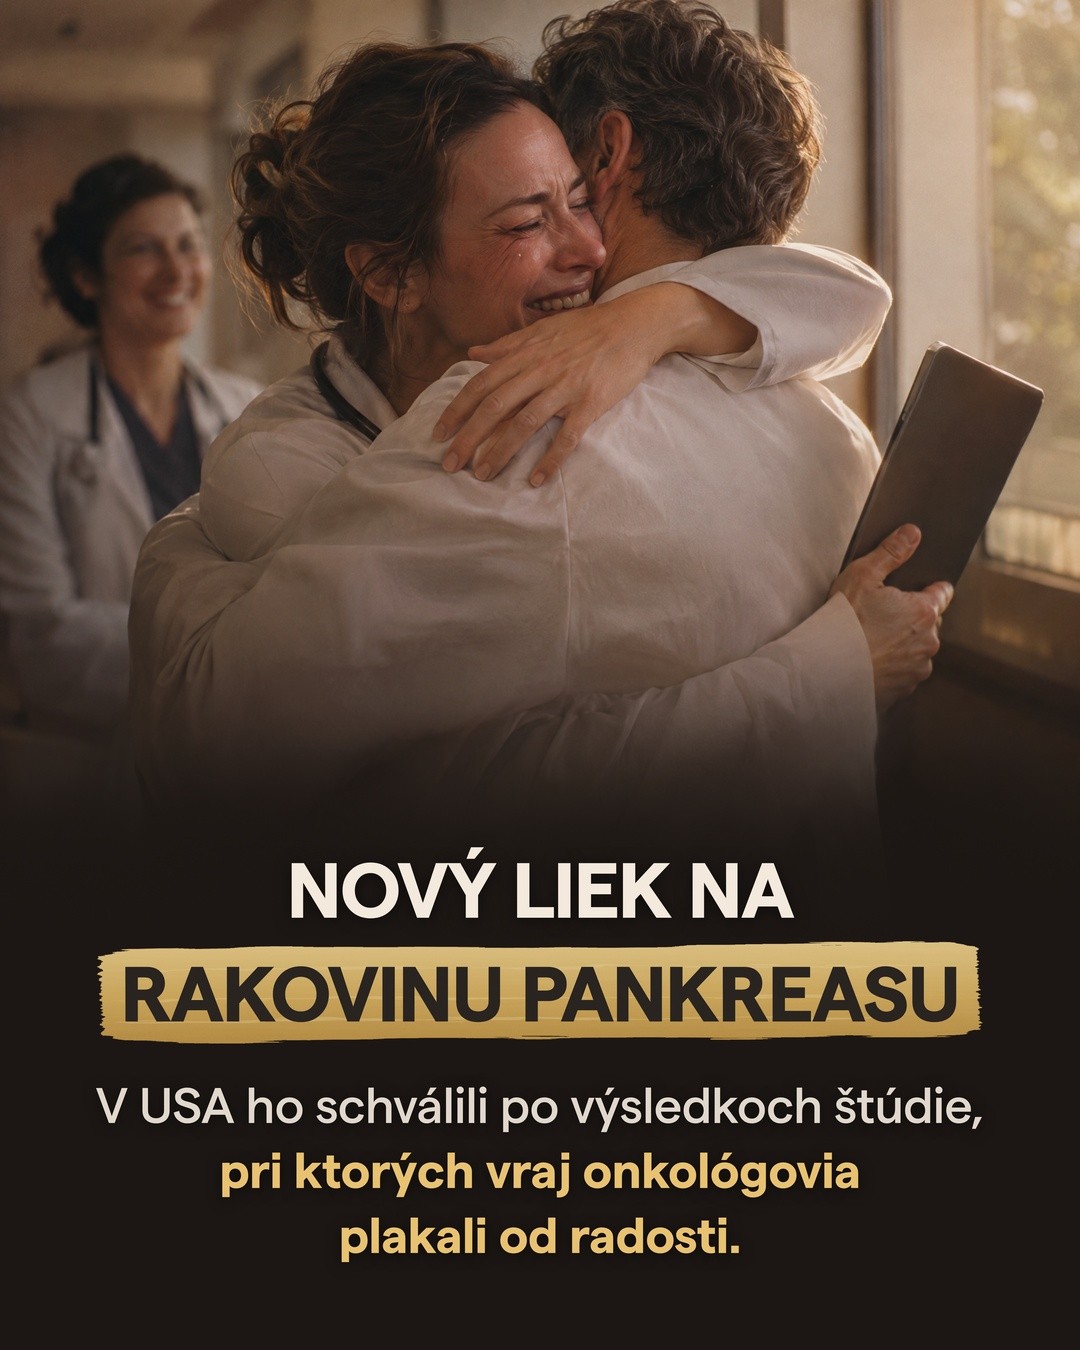 NOVÝ LIEK NA
RAKOVINU PANKREASU
V USA ho schválili po výsledkoch štúdie,
pri ktorých vraj onkológovia
plakali od radosti.